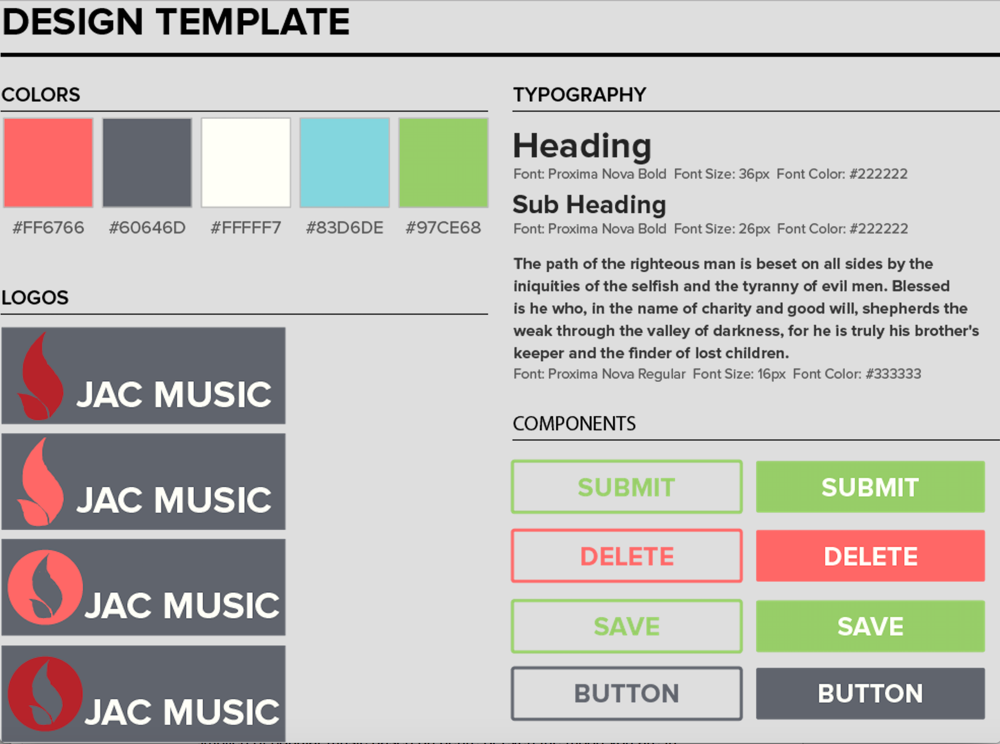 DESIGN TEMPLATE
COLORS
#FF6766 #60646D #FFFFF7 #83D6DE #97CE68
LOGOS
JAC MUSIC
JAC MUSIC
JAC MUSIC
JAC MUSIC
TYPOGRAPHY
Heading
Font: Proxima Nova Bold Font Size: 36px Font Color: #222222
Sub Heading
Font: Proxima Nova Bold Font Size: 26px Font Color: #222222
The path of the righteous man is beset on all sides by the
iniquities of the selfish and the tyranny of evil men. Blessed
is he who, in the name of charity and good will, shepherds the
weak through the valley of darkness, for he is truly his brother's
keeper and the finder of lost children.
Font: Proxima Nova Regular Font Size: 16px Font Color: #333333
COMPONENTS
SUBMIT SUBMIT
DELETE DELETE
SAVE SAVE
BUTTON BUTTON